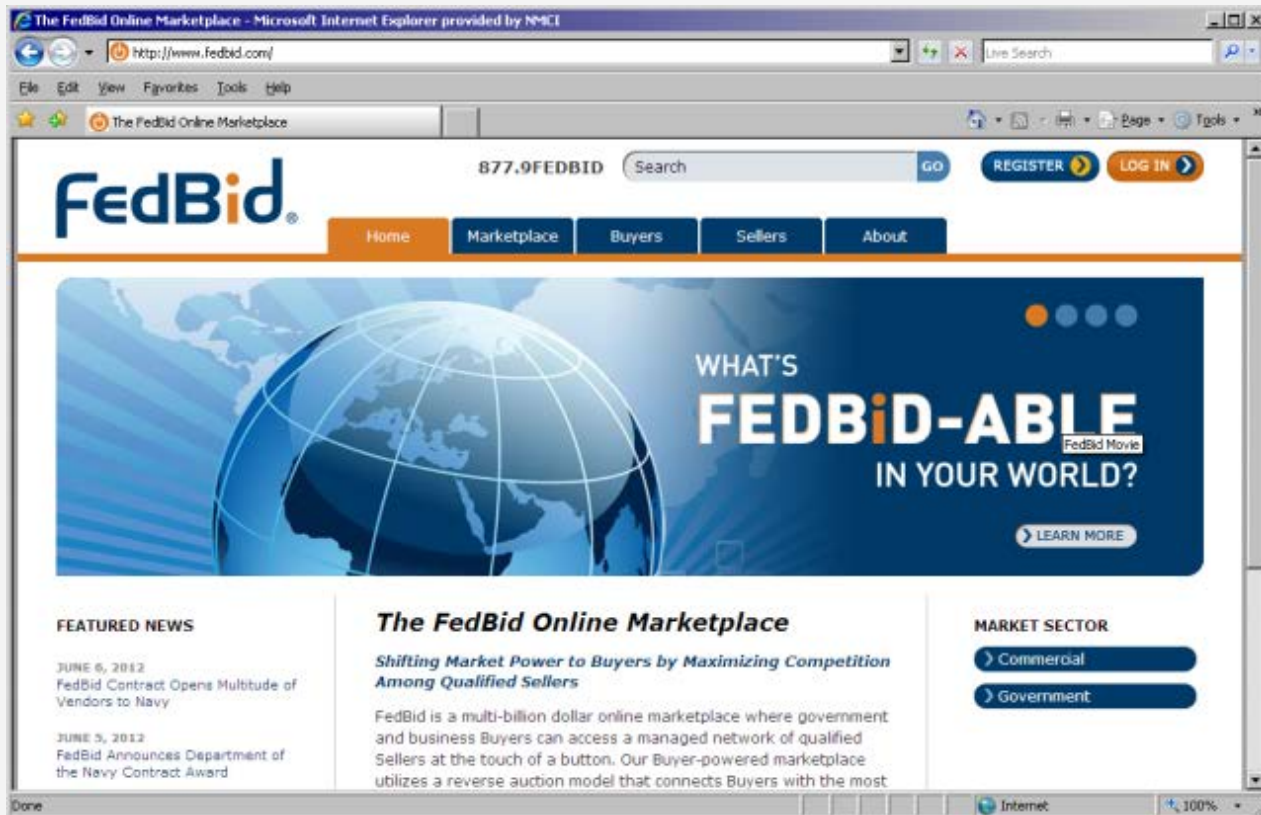 The FedBid Online Marketplace - Microsoft Internet Explorer provided by NMCI
http://www.fedbid.com/
Live Search
File Edit View Favorites Tools Help
The FedBid Online Marketplace
Page Tools
877.9FEDBID Search GO REGISTER LOG IN
FedBid®
Home Marketplace Buyers Sellers About
WHAT'S
FEDBiD-ABLE
FedBid Movie
IN YOUR WORLD?
LEARN MORE
FEATURED NEWS
JUNE 6, 2012
FedBid Contract Opens Multitude of
Vendors to Navy
JUNE 5, 2012
FedBid Announces Department of
the Navy Contract Award
The FedBid Online Marketplace
Shifting Market Power to Buyers by Maximizing Competition
Among Qualified Sellers
FedBid is a multi-billion dollar online marketplace where government
and business Buyers can access a managed network of qualified
Sellers at the touch of a button. Our Buyer-powered marketplace
utilizes a reverse auction model that connects Buyers with the most
MARKET SECTOR
Commercial
Government
Done Internet 100%